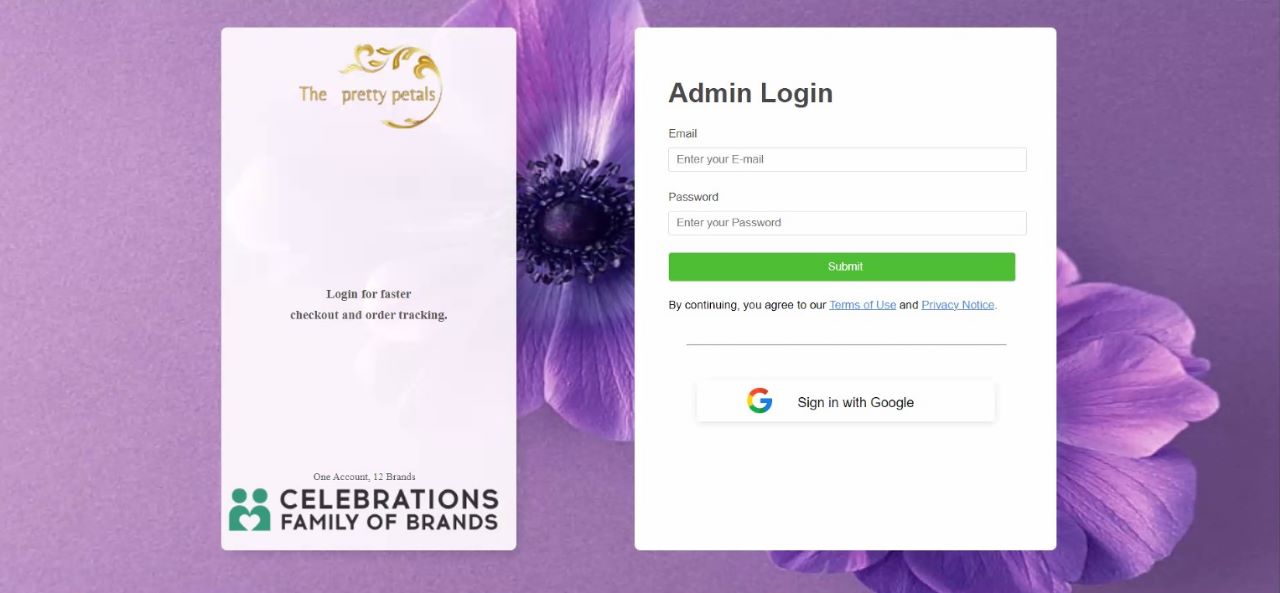 The pretty petals
Login for faster
checkout and order tracking.
One Account, 12 Brands
CELEBRATIONS
FAMILY OF BRANDS
Admin Login
Email
Enter your E-mail
Password
Enter your Password
Submit
By continuing, you agree to our Terms of Use and Privacy Notice.
Sign in with Google